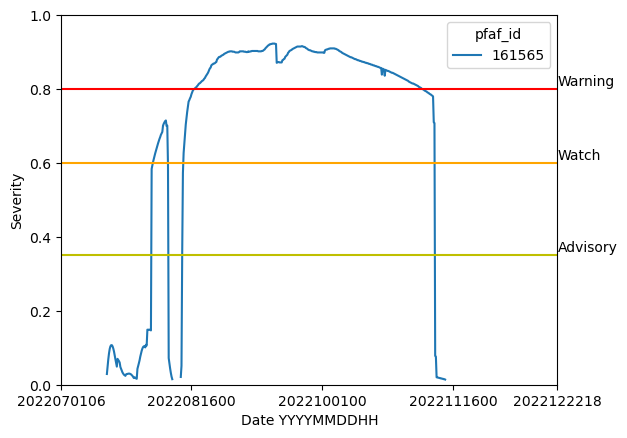 pfaf_id
161565
1.0
0.8
0.6
0.4
0.2
0.0
Severity
Warning
Watch
Advisory
2022070106
2022081600
2022100100
2022111600
2022122218
Date YYYYMMDDHH